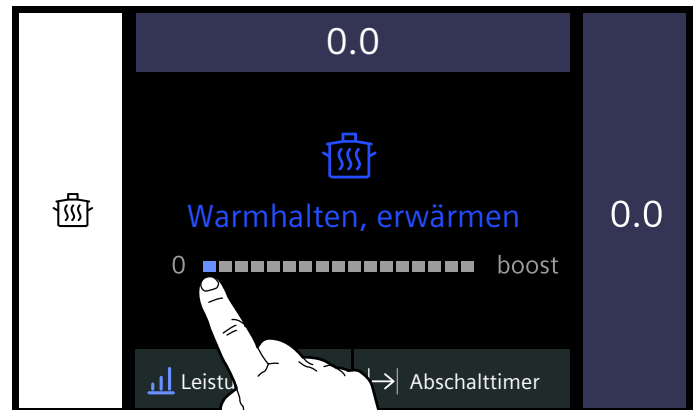 0.0
Warmhalten, erwärmen
0.0
0 boost
Abschalttimer